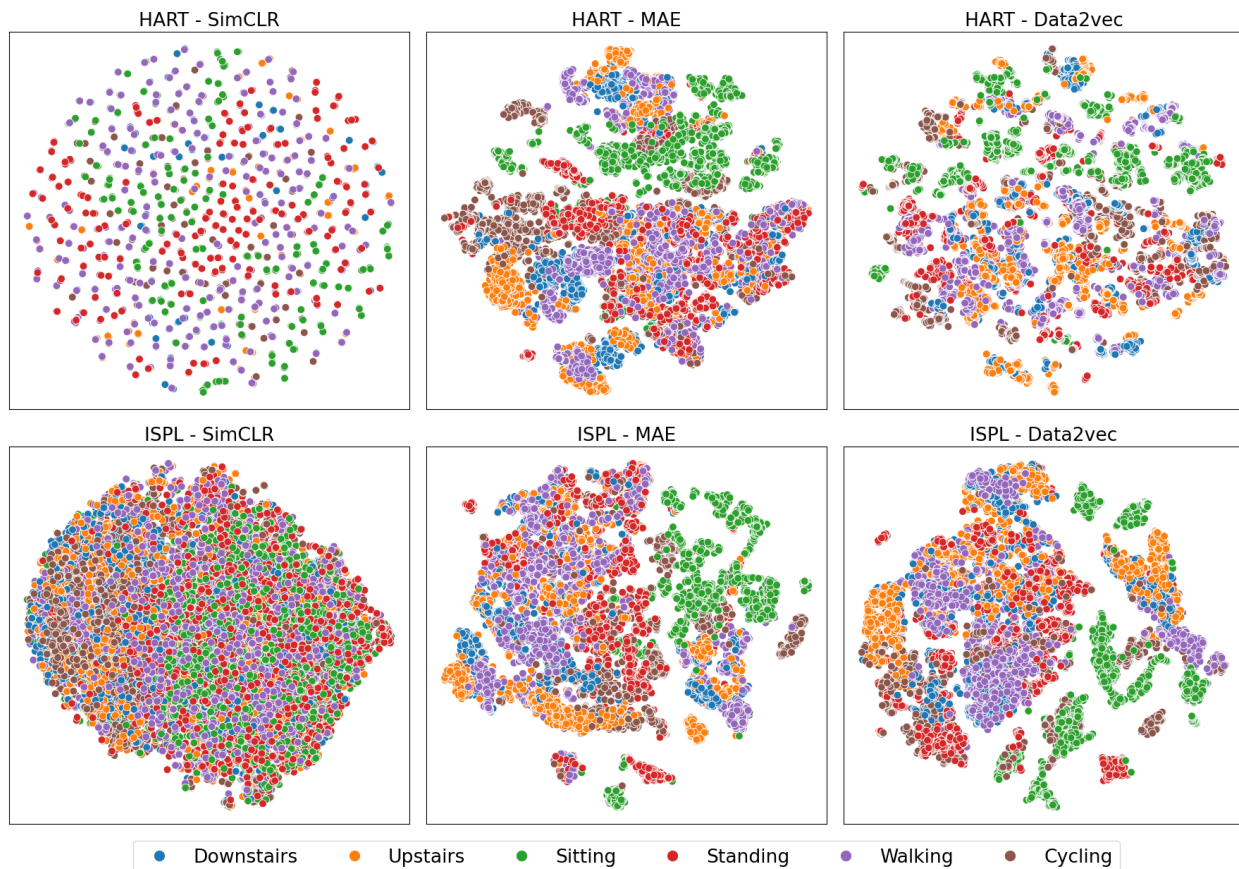 HART - SimCLR
HART - MAE
HART - Data2vec
ISPL - SimCLR
ISPL - MAE
ISPL - Data2vec
Downstairs Upstairs Sitting Standing Walking Cycling